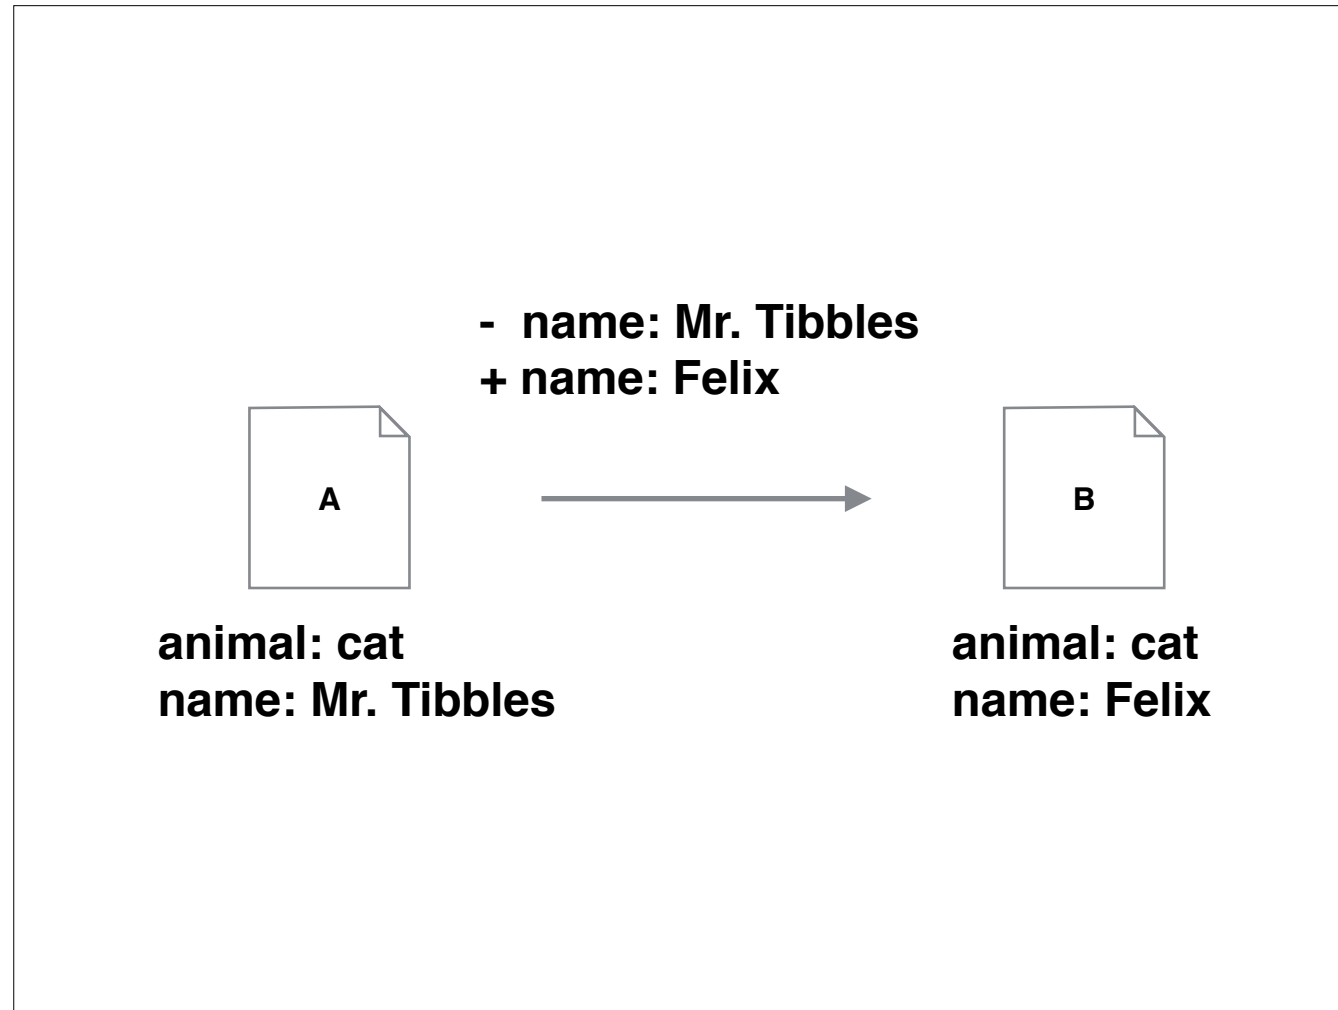 -  name: Mr. Tibbles
+ name: Felix
A
B
animal: cat
name: Mr. Tibbles
animal: cat
name: Felix